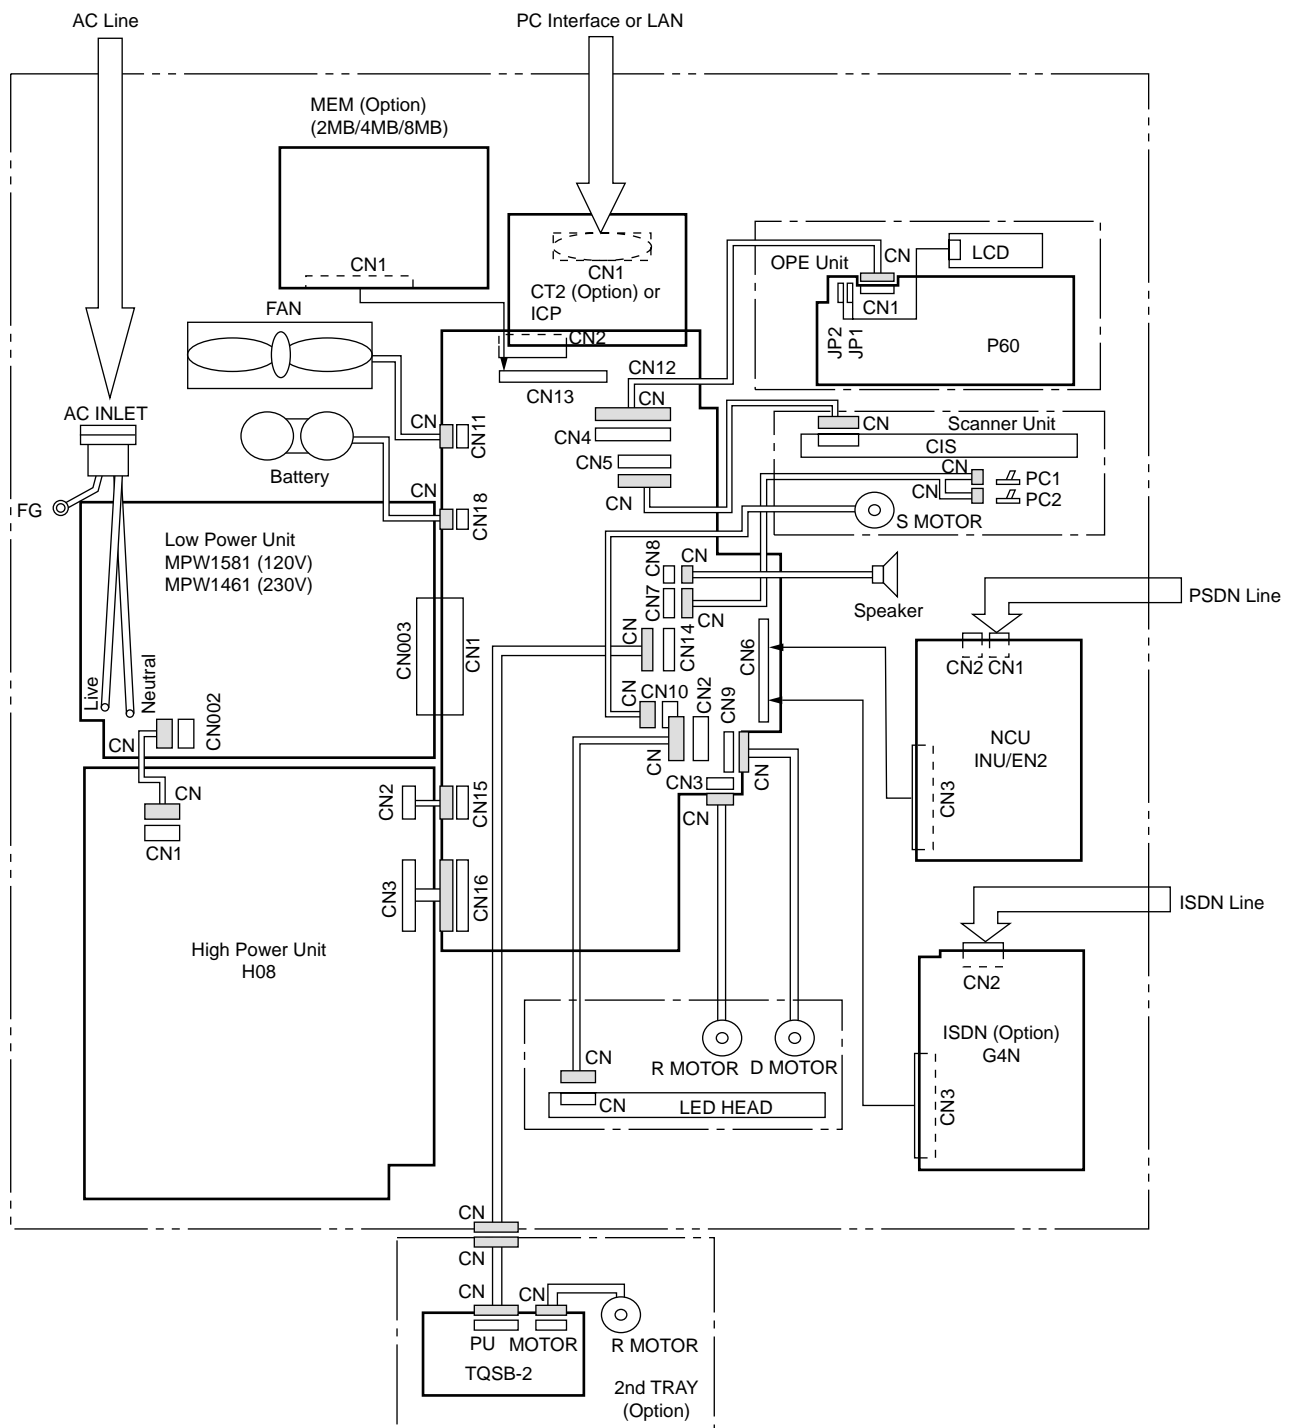 AC Line
PC Interface or LAN
MEM (Option)
(2MB/4MB/8MB)
CN1
CN1
CT2 (Option) or
ICP
CN2
CN13
FAN
CN
CN11
Battery
CN
CN18
AC INLET
FG
Low Power Unit
MPW1581 (120V)
MPW1461 (230V)
Live
Neutral
CN
CN002
CN003
CN1
OPE Unit
CN
LCD
CN1
JP2
JP1
P60
CN12
CN
CN4
CN5
CN
Scanner Unit
CN
CIS
CN
PC1
CN
PC2
S MOTOR
CN8
CN
CN7
CN
Speaker
CN
CN14
CN6
CN
CN10
CN2
CN9
CN
CN
CN3
CN
PSDN Line
CN2
CN1
NCU
INU/EN2
CN3
ISDN Line
CN2
ISDN (Option)
G4N
CN3
CN
CN1
CN2
CN15
CN3
CN16
High Power Unit
H08
R MOTOR
D MOTOR
CN
CN
LED HEAD
CN
CN
CN
CN
PU
MOTOR
R MOTOR
TQSB-2
2nd TRAY
(Option)